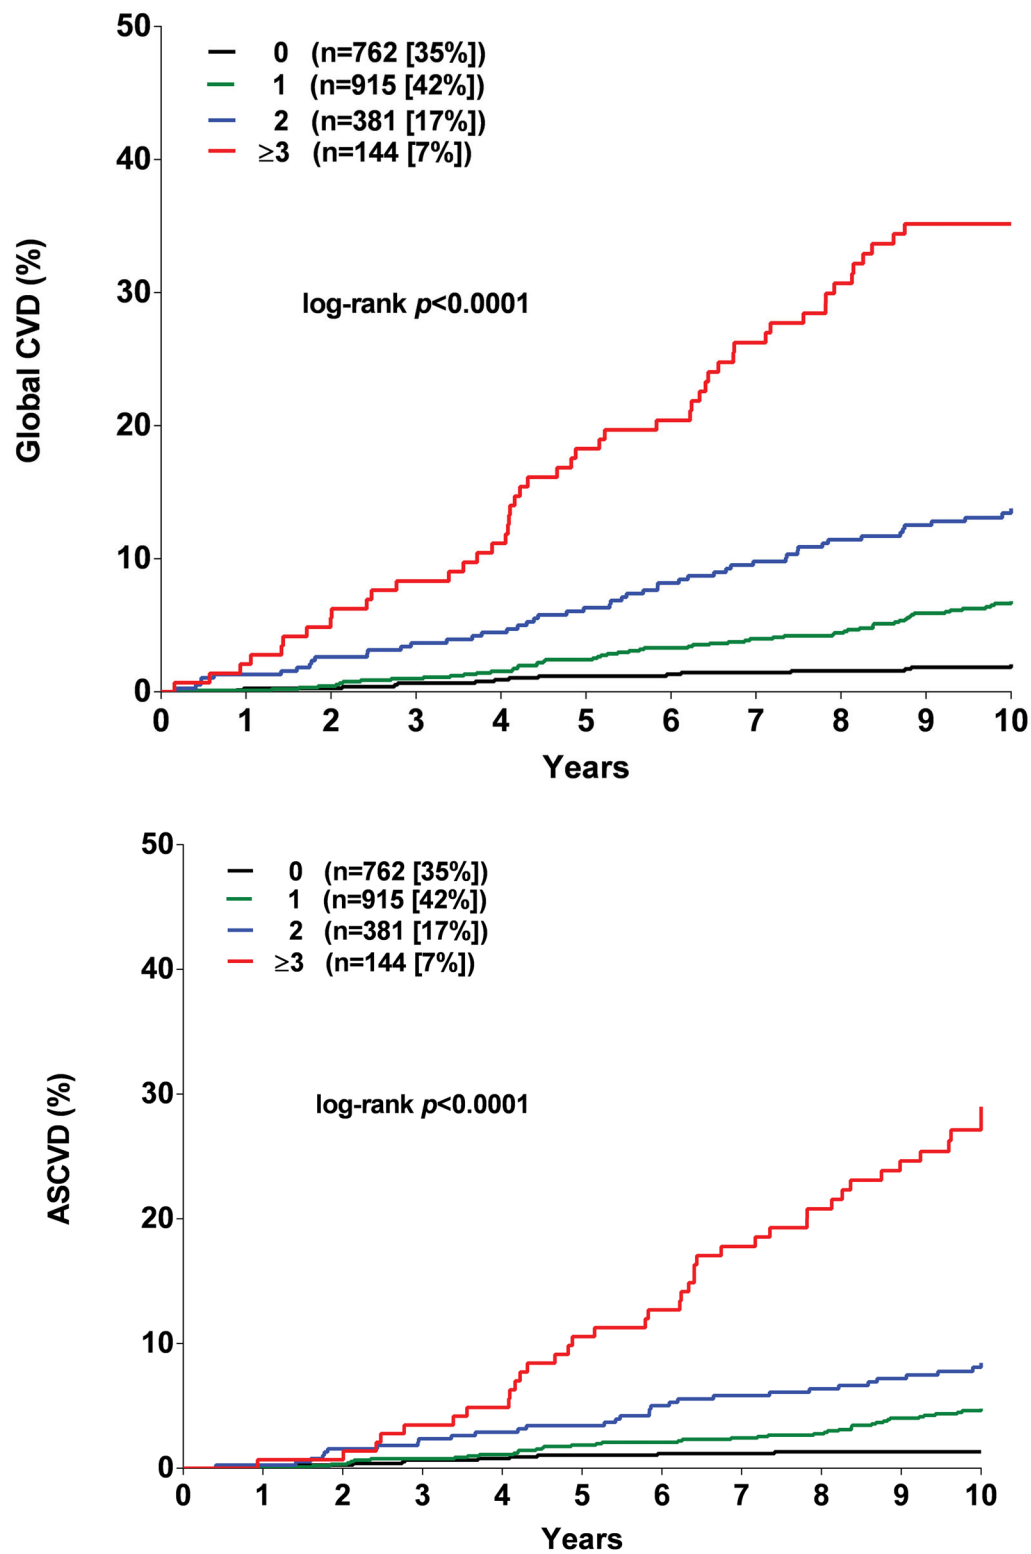 50
0 (n=762 [35%])
1 (n=915 [42%])
2 (n=381 [17%])
≥3 (n=144 [7%])
40
30
log-rank p<0.0001
Global CVD (%)
20
10
0
0 1 2 3 4 5 6 7 8 9 10
Years
50
0 (n=762 [35%])
1 (n=915 [42%])
2 (n=381 [17%])
≥3 (n=144 [7%])
40
30
log-rank p<0.0001
ASCVD (%)
20
10
0
0 1 2 3 4 5 6 7 8 9 10
Years